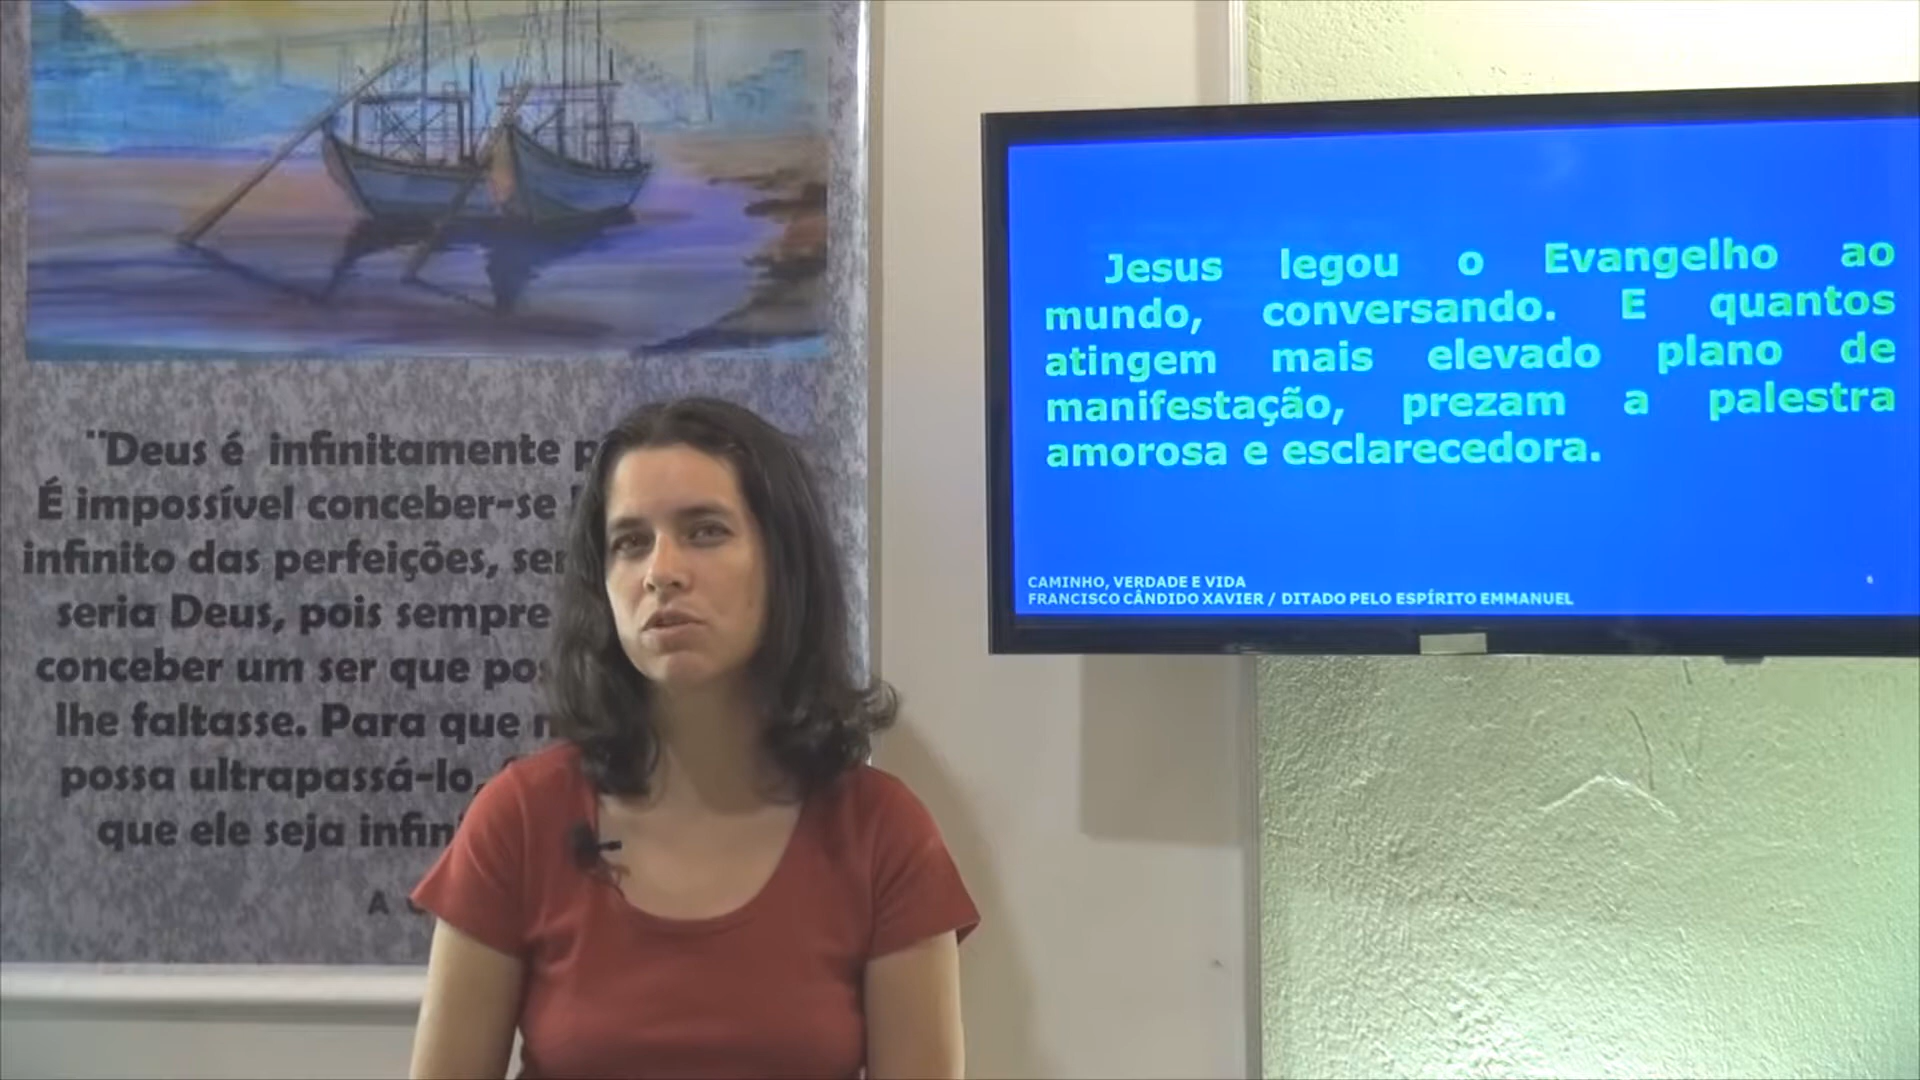 ¨Deus é infinitamente
É impossível conceber-se
infinito das perfeições,
seria Deus, pois sempre
conceber um ser que
lhe faltasse. Para que
possa ultrapassá-lo,
que ele seja
A
Jesus legou o Evangelho ao
mundo, conversando. E quantos
atingem mais elevado plano de
manifestação, prezam a palestra
amorosa e esclarecedora.
CAMINHO, VERDADE E VIDA
FRANCISCO CÂNDIDO XAVIER / DITADO PELO ESPÍRITO EMMANUEL
6